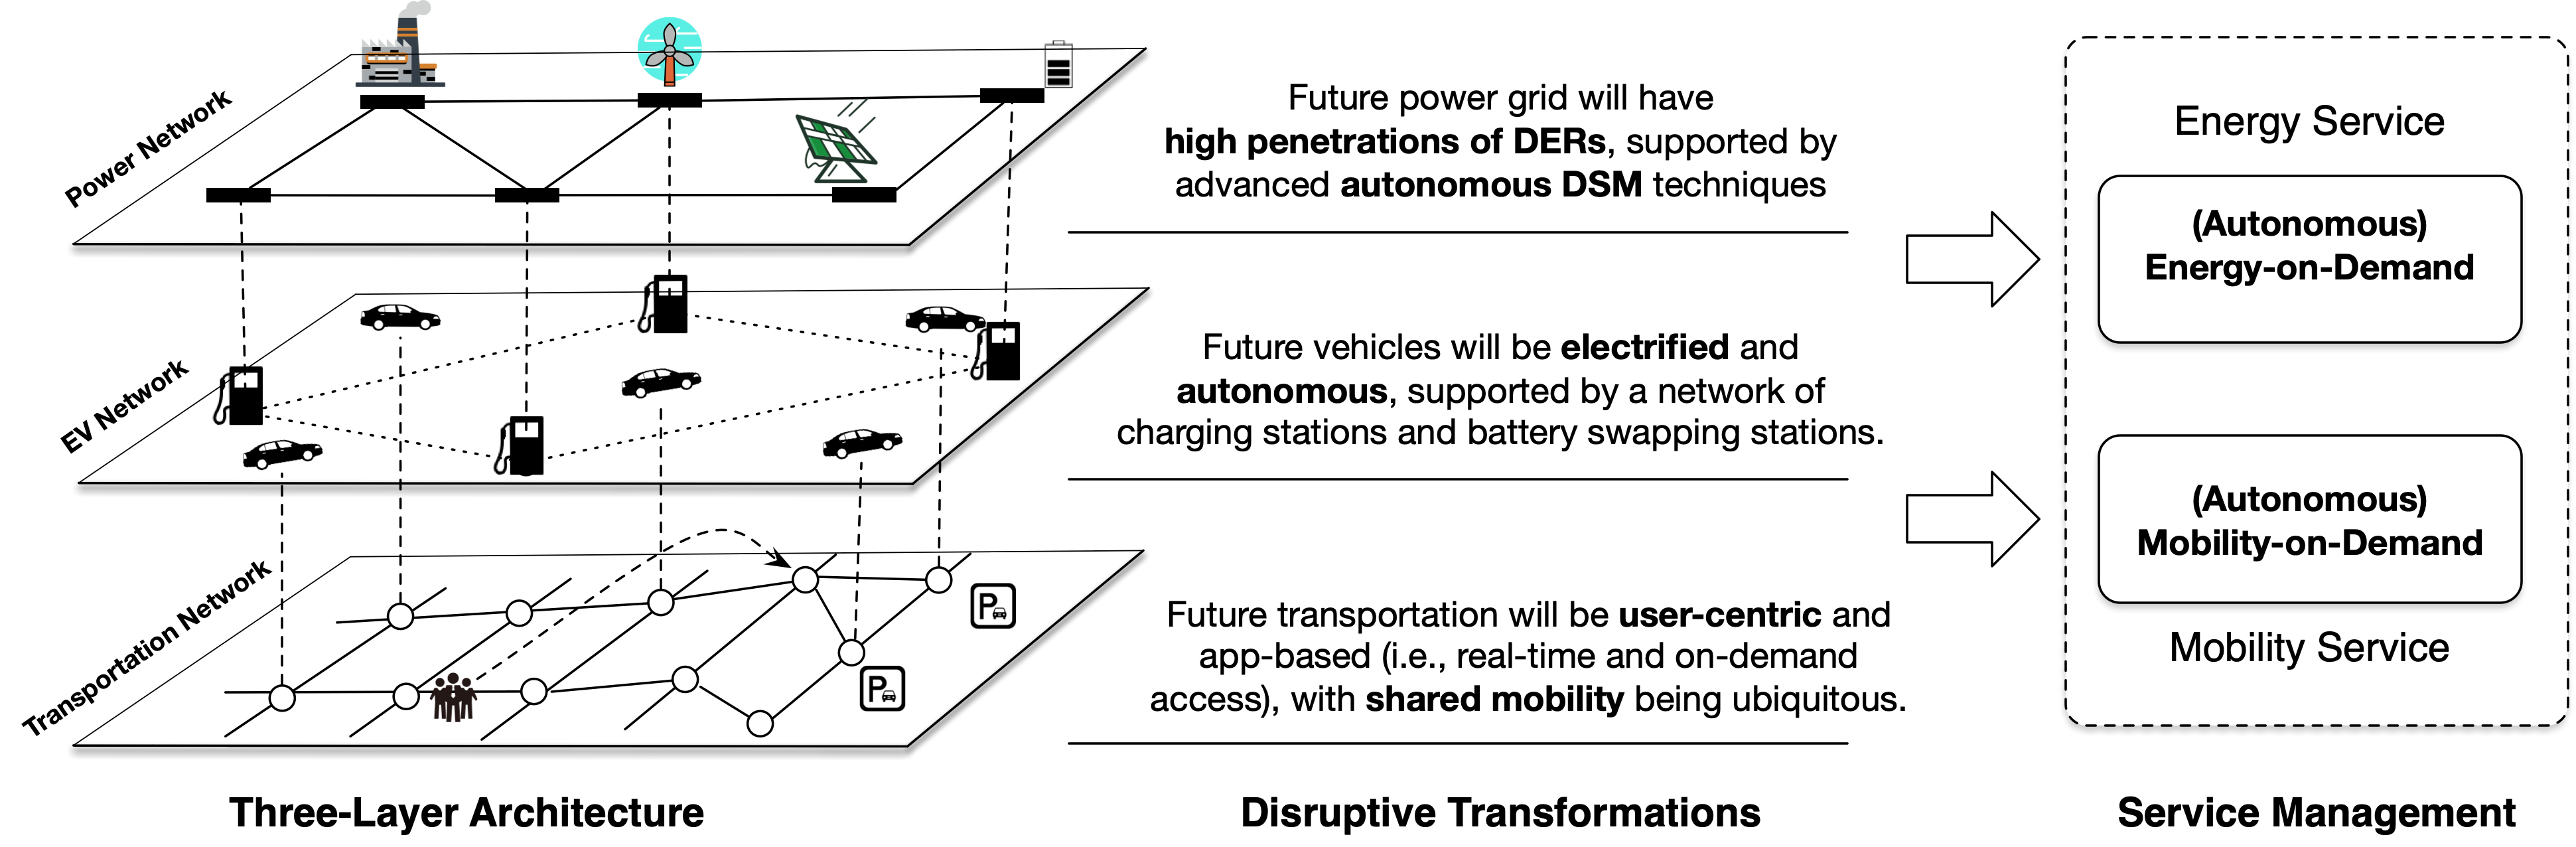 Power Network
Future power grid will have
high penetrations of DERs, supported by
advanced autonomous DSM techniques
EV Network
Future vehicles will be electrified and
autonomous, supported by a network of
charging stations and battery swapping stations.
Transportation Network
P
P
Future transportation will be user-centric and
app-based (i.e., real-time and on-demand
access), with shared mobility being ubiquitous.
Energy Service
(Autonomous)
Energy-on-Demand
(Autonomous)
Mobility-on-Demand
Mobility Service
Three-Layer Architecture
Disruptive Transformations
Service Management